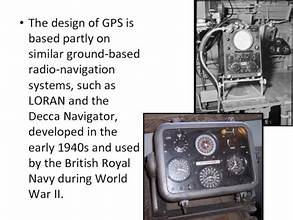 • The design of GPS is
based partly on
similar ground-based
radio-navigation
systems, such as
LORAN and the
Decca Navigator,
developed in the
early 1940s and used
by the British Royal
Navy during World
War II.